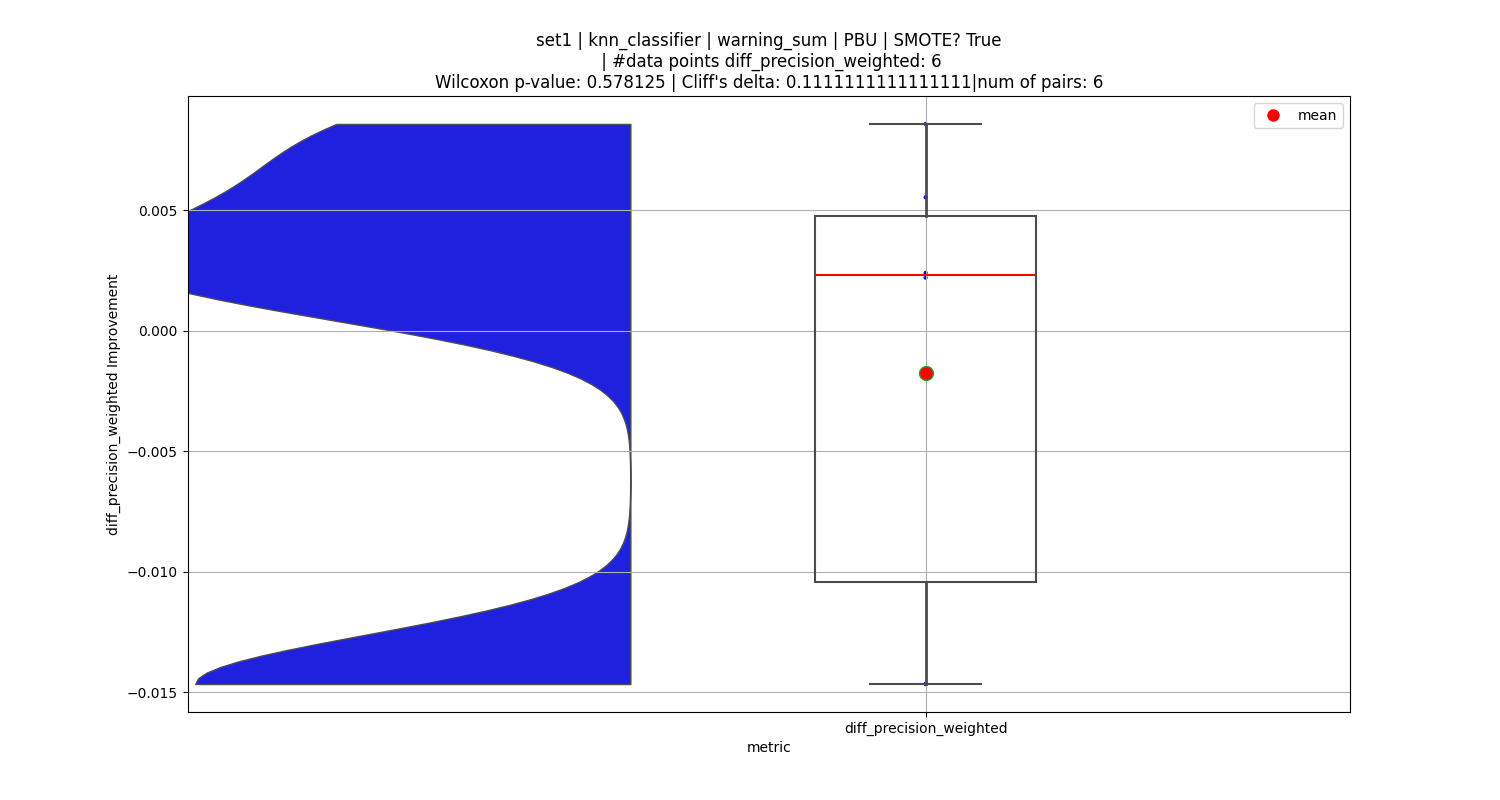 set1 | knn_classifier | warning_sum | PBU | SMOTE? True
| #data points diff_precision_weighted: 6
Wilcoxon p-value: 0.578125 | Cliff's delta: 0.1111111111111111|num of pairs: 6
mean
0.005
0.000
−0.005
−0.010
−0.015
diff_precision_weighted Improvement
diff_precision_weighted
metric